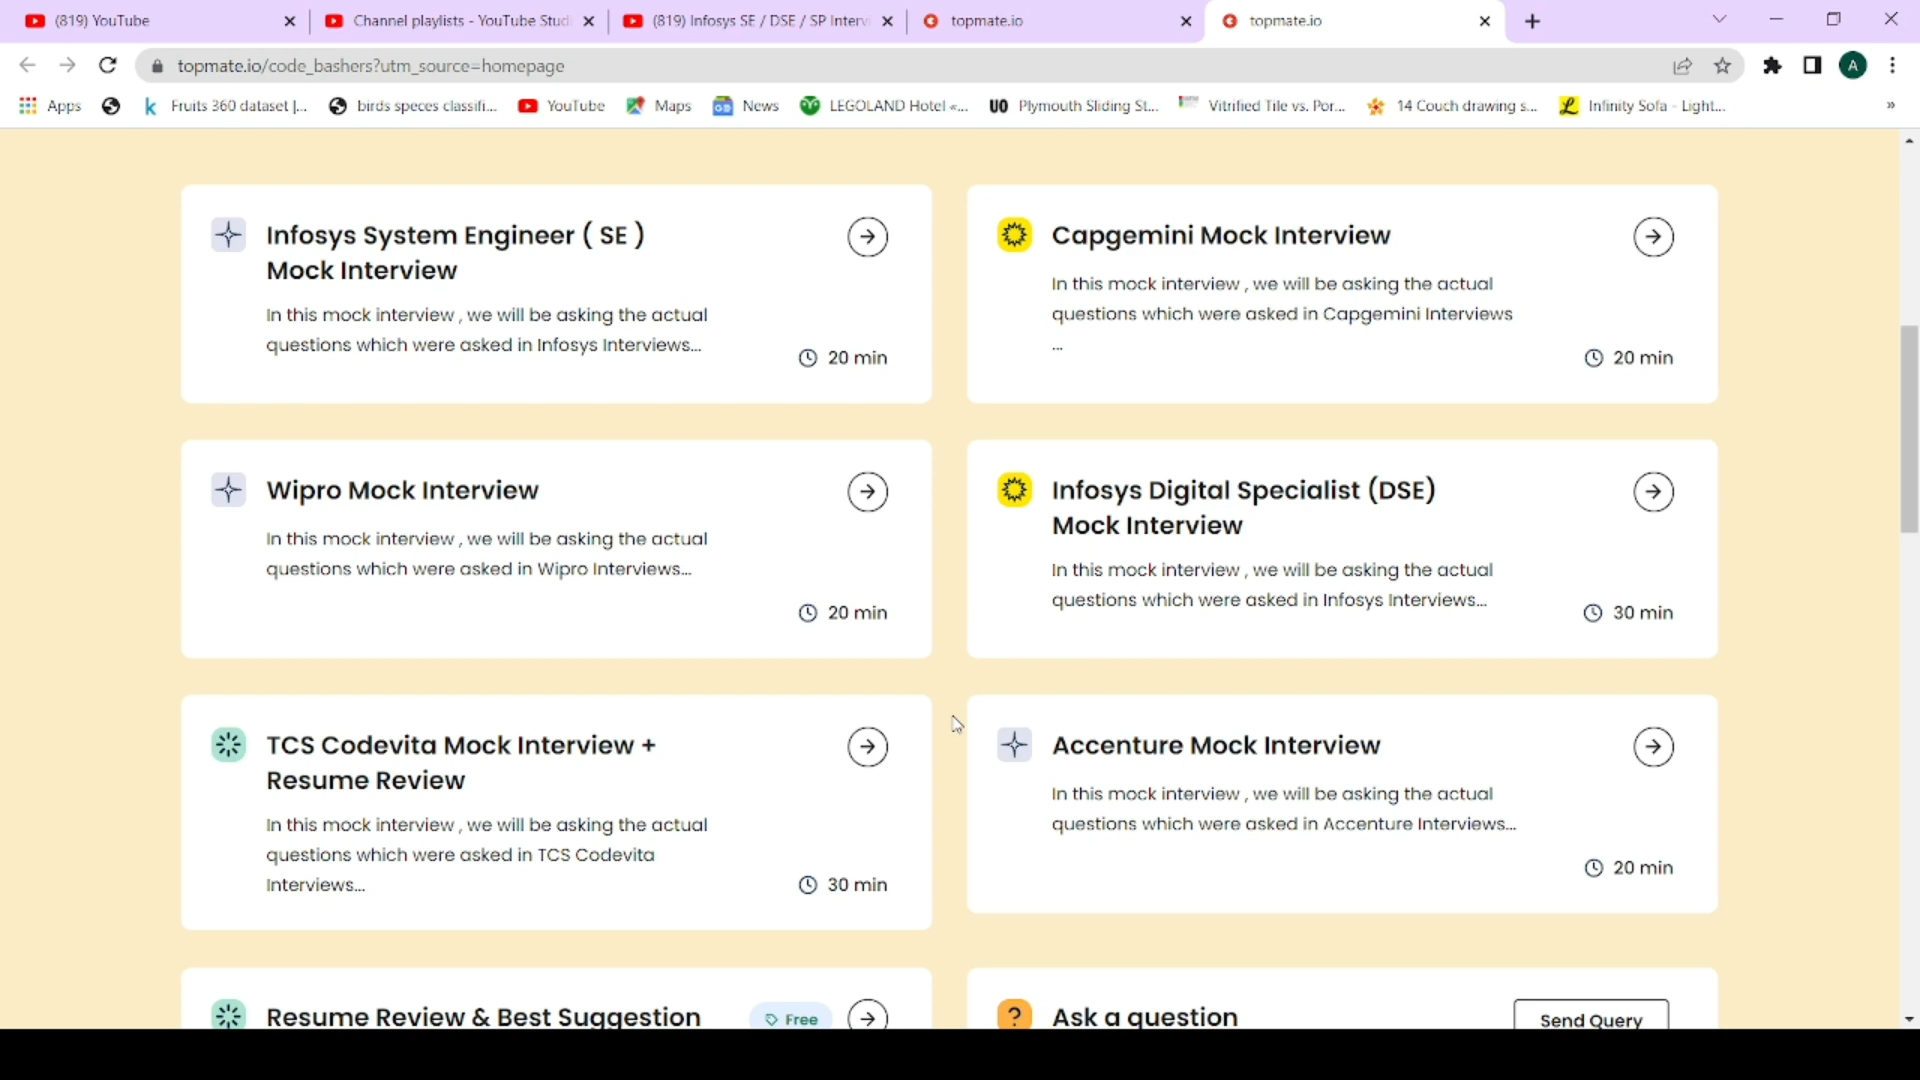 (819) YouTube
Channel playlists - YouTube Stud
(819) Infosys SE / DSE / SP Intervi
topmate.io
topmate.io
topmate.io/code_bashers?utm_source=homepage
A
Apps
Fruits 360 dataset |...
birds speces classifi...
YouTube
Maps
News
LEGOLAND Hotel «...
UO Plymouth Sliding St...
Vitrified Tile vs. Por...
14 Couch drawing s...
Infinity Sofa - Light...
»
Infosys System Engineer ( SE )
Mock Interview
In this mock interview , we will be asking the actual
questions which were asked in Infosys Interviews...
20 min
Capgemini Mock Interview
In this mock interview , we will be asking the actual
questions which were asked in Capgemini Interviews
...
20 min
Wipro Mock Interview
In this mock interview , we will be asking the actual
questions which were asked in Wipro Interviews...
20 min
Infosys Digital Specialist (DSE)
Mock Interview
In this mock interview , we will be asking the actual
questions which were asked in Infosys Interviews...
30 min
TCS Codevita Mock Interview +
Resume Review
In this mock interview , we will be asking the actual
questions which were asked in TCS Codevita
Interviews...
30 min
Accenture Mock Interview
In this mock interview , we will be asking the actual
questions which were asked in Accenture Interviews...
20 min
Resume Review & Best Suggestion
Free
? Ask a question
Send Query